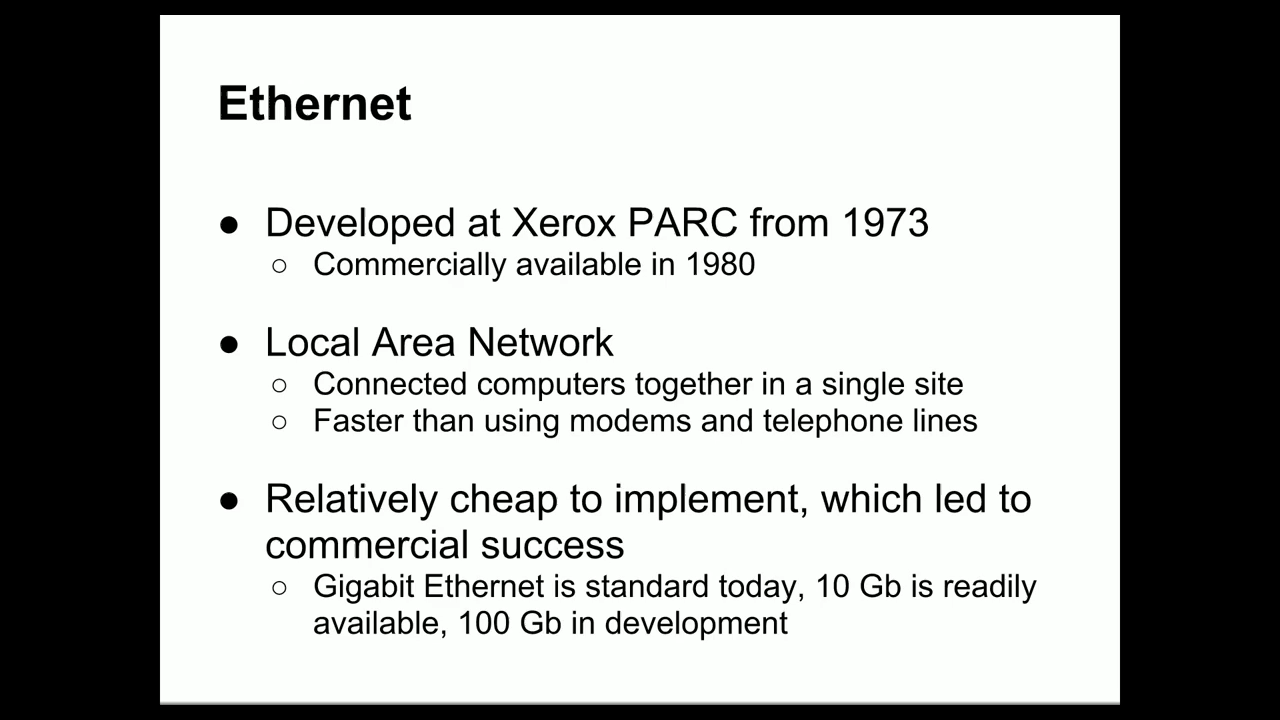 Ethernet
● Developed at Xerox PARC from 1973
○ Commercially available in 1980
● Local Area Network
○ Connected computers together in a single site
○ Faster than using modems and telephone lines
● Relatively cheap to implement, which led to
commercial success
○ Gigabit Ethernet is standard today, 10 Gb is readily
available, 100 Gb in development